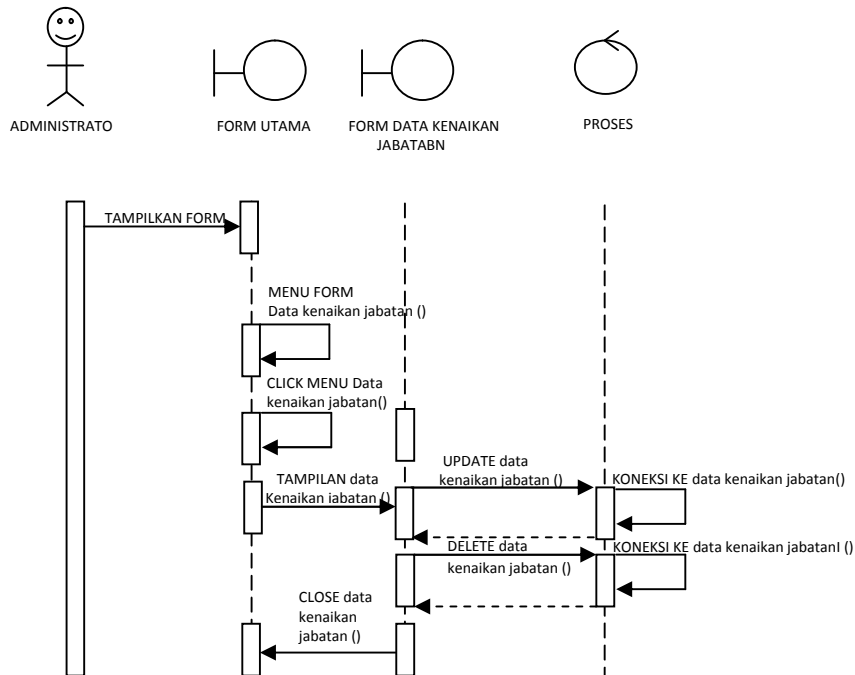 ADMINISTRATO
FORM UTAMA
FORM DATA KENAIKAN
JABATABN
PROSES
TAMPILKAN FORM
MENU FORM
Data kenaikan jabatan ()
CLICK MENU Data
kenaikan jabatan()
TAMPILAN data
Kenaikan jabatan ()
UPDATE data
kenaikan jabatan ()
KONEKSI KE data kenaikan jabatan()
DELETE data
kenaikan jabatan ()
KONEKSI KE data kenaikan jabatanI ()
CLOSE data
kenaikan
jabatan ()